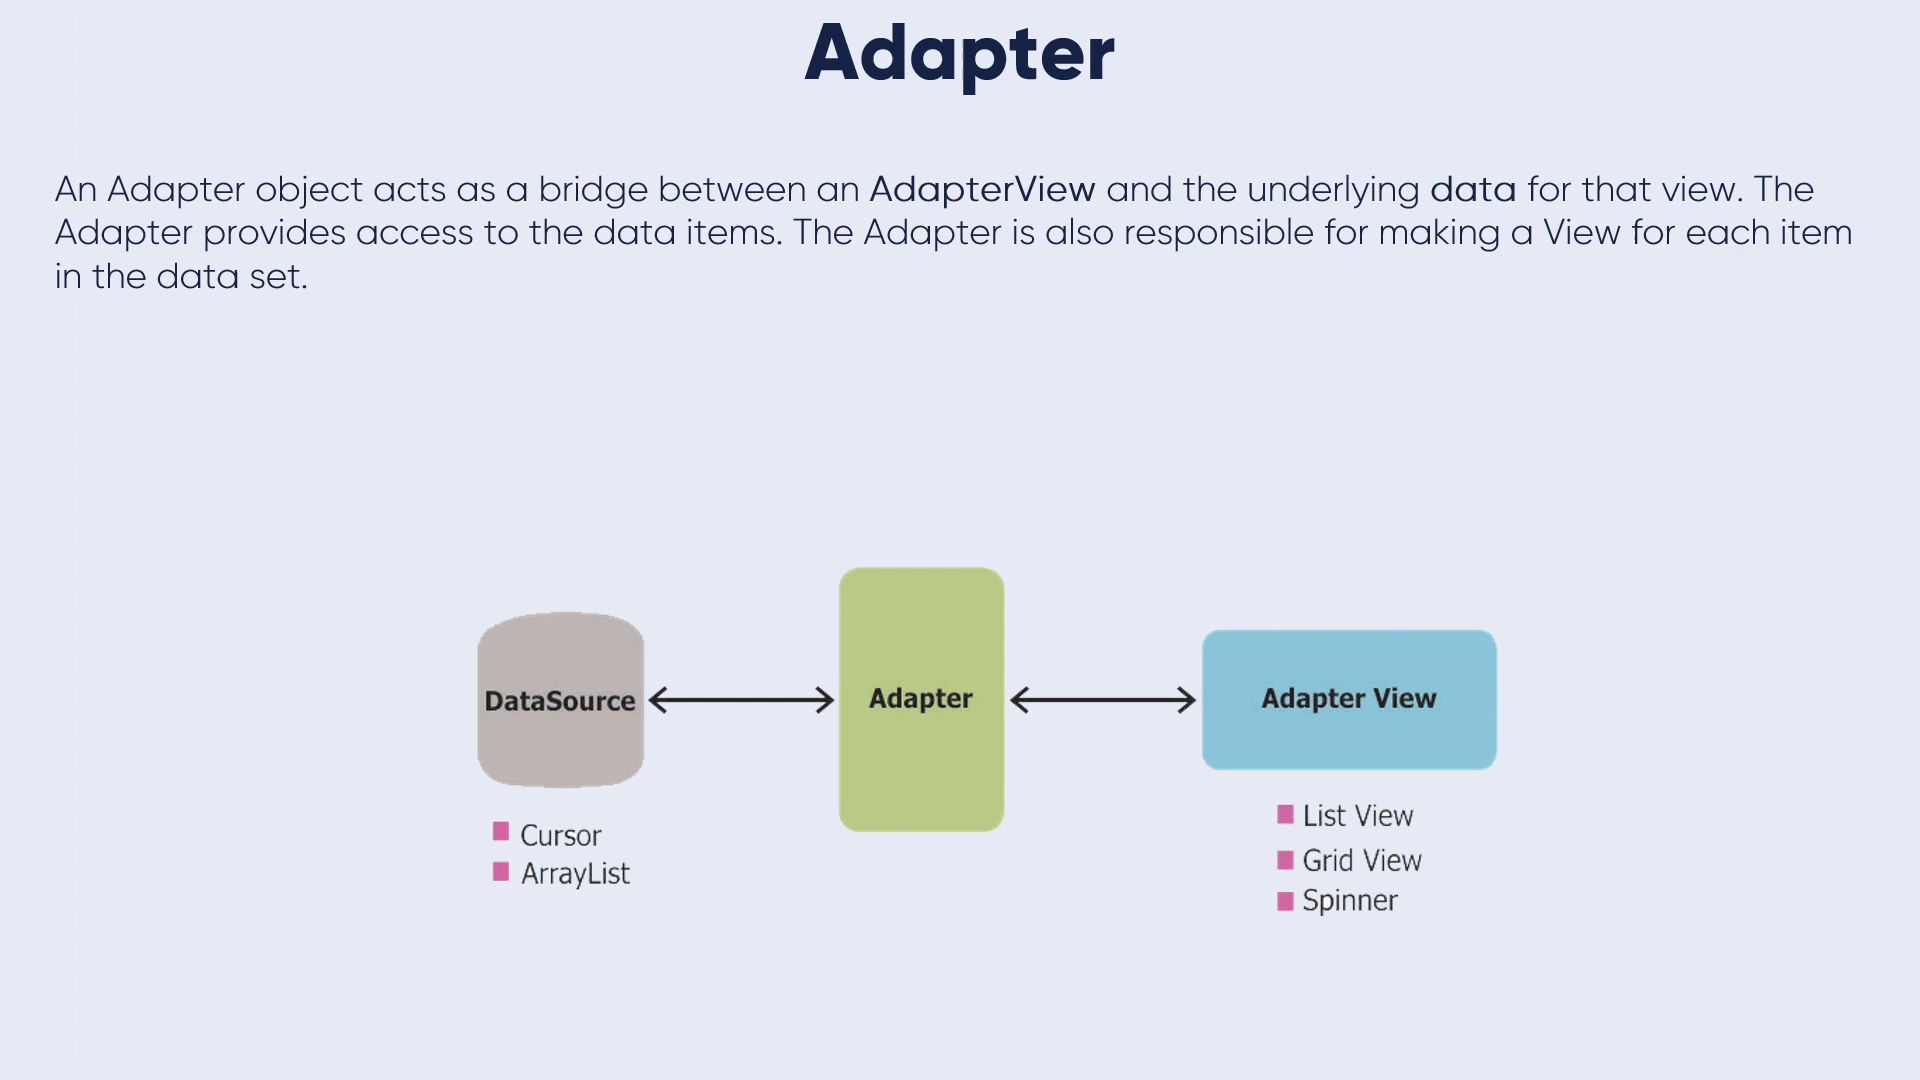 Adapter
An Adapter object acts as a bridge between an AdapterView and the underlying data for that view. The
Adapter provides access to the data items. The Adapter is also responsible for making a View for each item
in the data set.
DataSource
Adapter
Adapter View
Cursor
ArrayList
List View
Grid View
Spinner